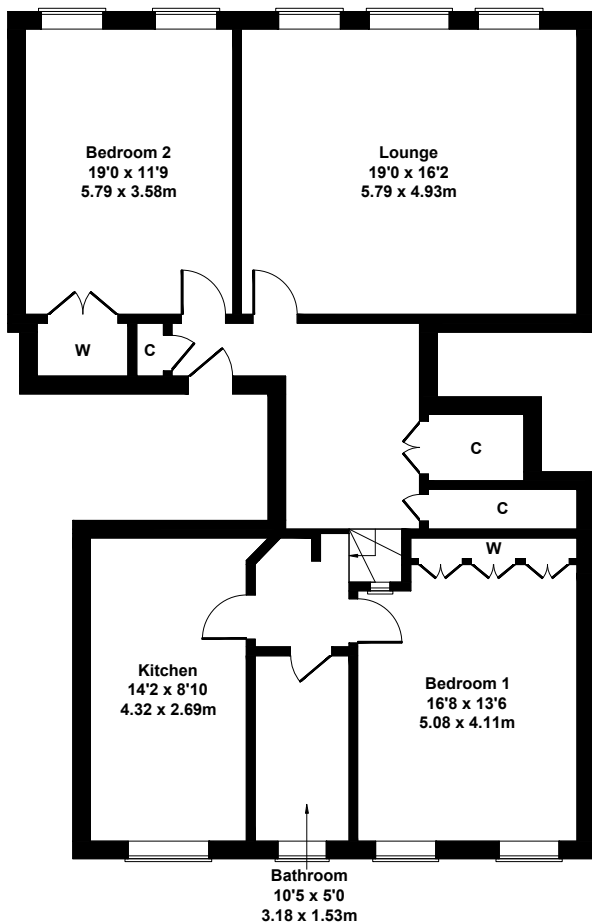 Bedroom 2
19'0 x 11'9
5.79 x 3.58m
Lounge
19'0 x 16'2
5.79 x 4.93m
W
C
C
C
W
Kitchen
14'2 x 8'10
4.32 x 2.69m
Bedroom 1
16'8 x 13'6
5.08 x 4.11m
Bathroom
10'5 x 5'0
3.18 x 1.53m